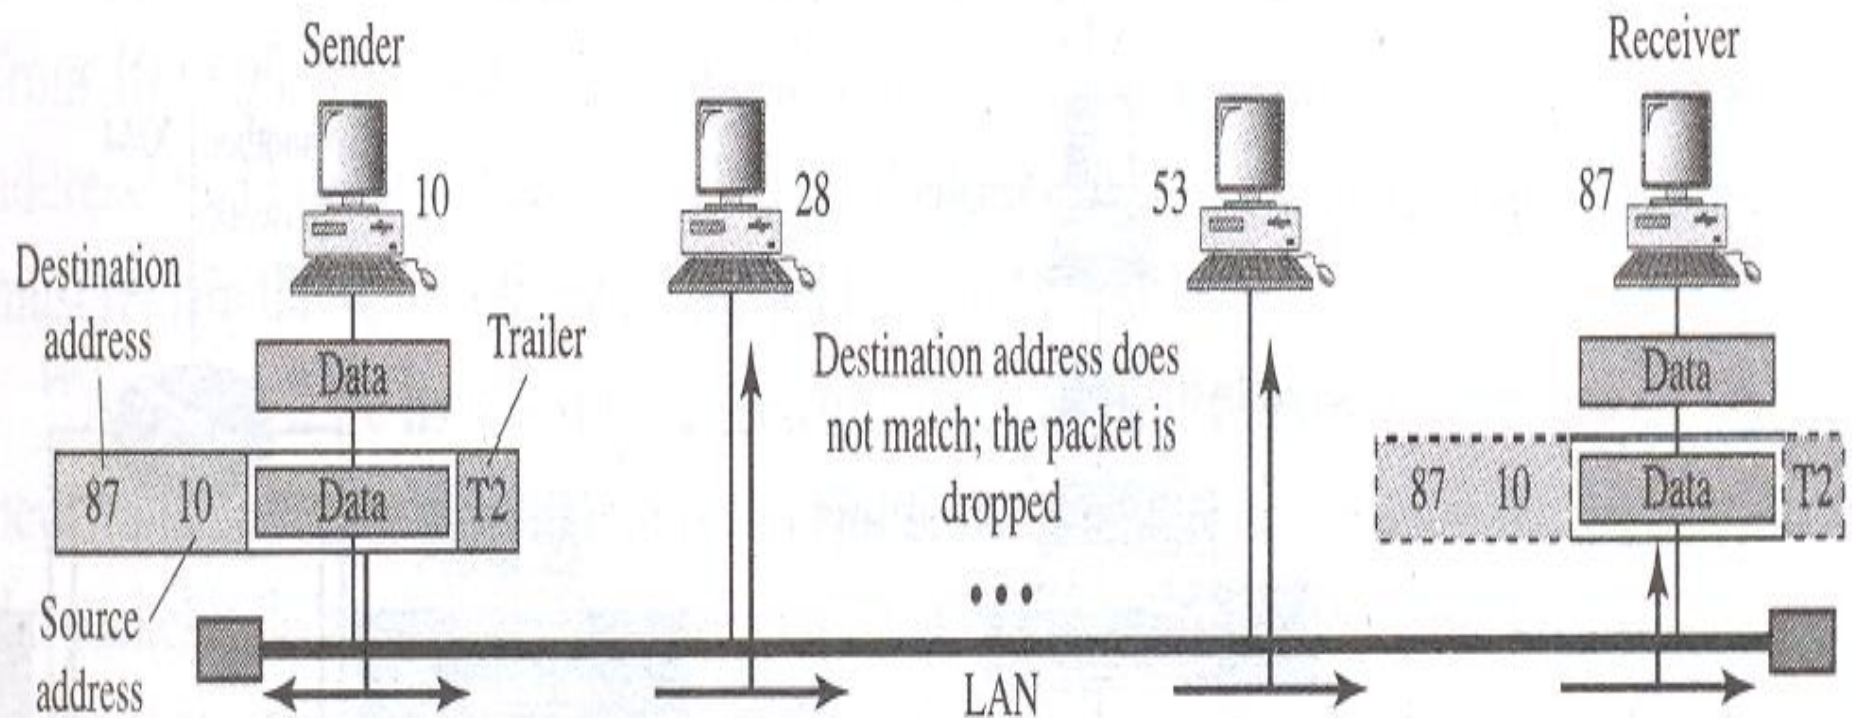 Sender
Receiver
10
28
53
87
Destination
address
Trailer
Data
Destination address does
not match; the packet is
dropped
Data
87 10 Data T2
87 10 Data T2
Source
address
LAN